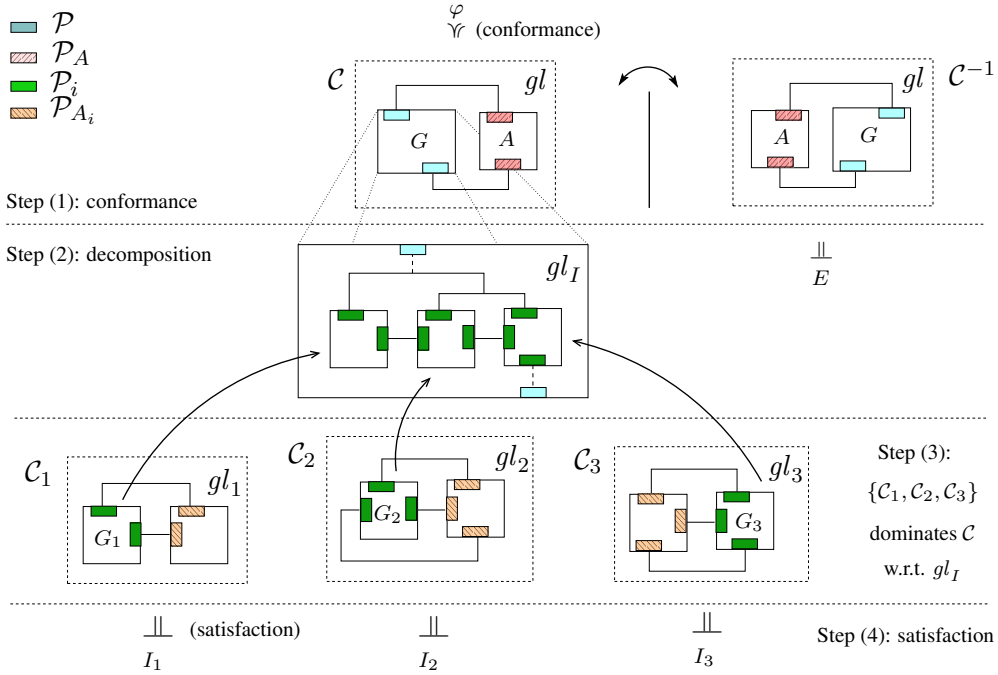 φ
(conformance)
𝒫
𝒫_A
𝒫_i
𝒫_{A_i}
𝒞 gl
G A
gl 𝒞^{-1}
A G
Step (1): conformance
Step (2): decomposition
gl_I
E
𝒞_1 gl_1
G_1
𝒞_2 gl_2
G_2
𝒞_3 gl_3
G_3
Step (3):
{𝒞_1, 𝒞_2, 𝒞_3}
dominates 𝒞
w.r.t. gl_I
(satisfaction)
Step (4): satisfaction
I_1
I_2
I_3